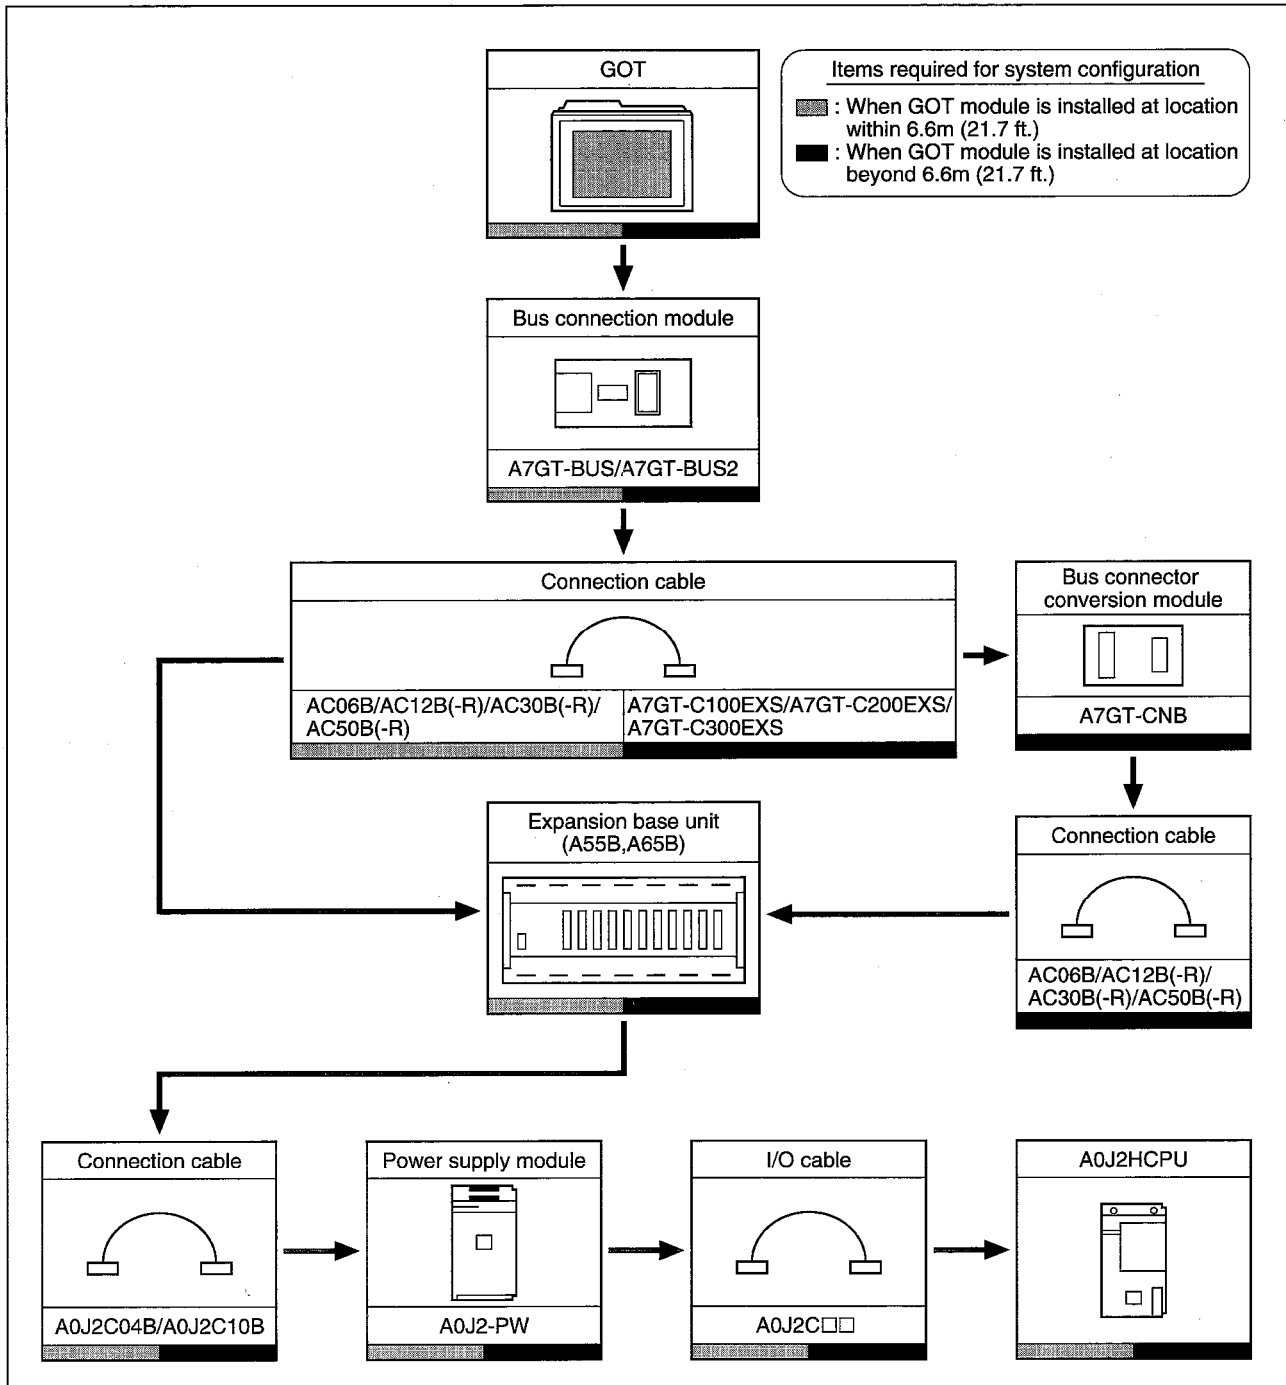 GOT
Items required for system configuration
: When GOT module is installed at location
within 6.6m (21.7 ft.)
: When GOT module is installed at location
beyond 6.6m (21.7 ft.)
Bus connection module
A7GT-BUS/A7GT-BUS2
Connection cable
AC06B/AC12B(-R)/AC30B(-R)/
AC50B(-R)
A7GT-C100EXS/A7GT-C200EXS/
A7GT-C300EXS
Bus connector
conversion module
A7GT-CNB
Expansion base unit
(A55B,A65B)
Connection cable
AC06B/AC12B(-R)/
AC30B(-R)/AC50B(-R)
Connection cable
A0J2C04B/A0J2C10B
Power supply module
A0J2-PW
I/O cable
A0J2C□□
A0J2HCPU